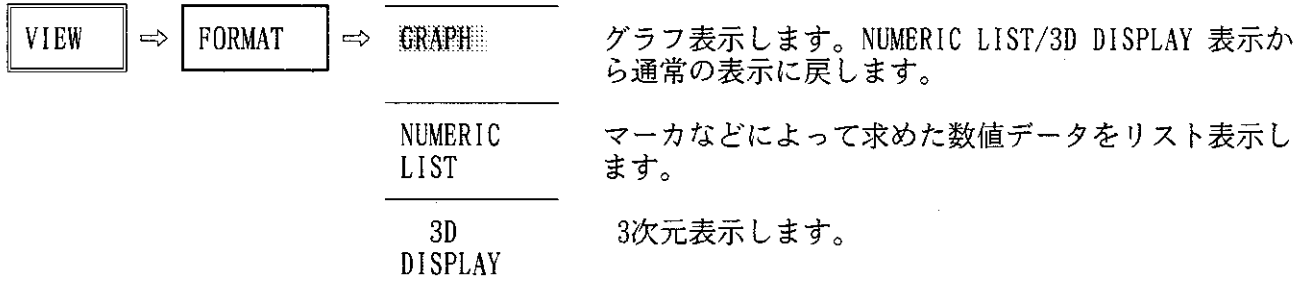 VIEW ⇨ FORMAT ⇨ GRAPH グラフ表示します。NUMERIC LIST/3D DISPLAY 表示か
ら通常の表示に戻します。
NUMERIC マーカなどによって求めた数値データをリスト表示し
LIST ます。
3D 3次元表示します。
DISPLAY